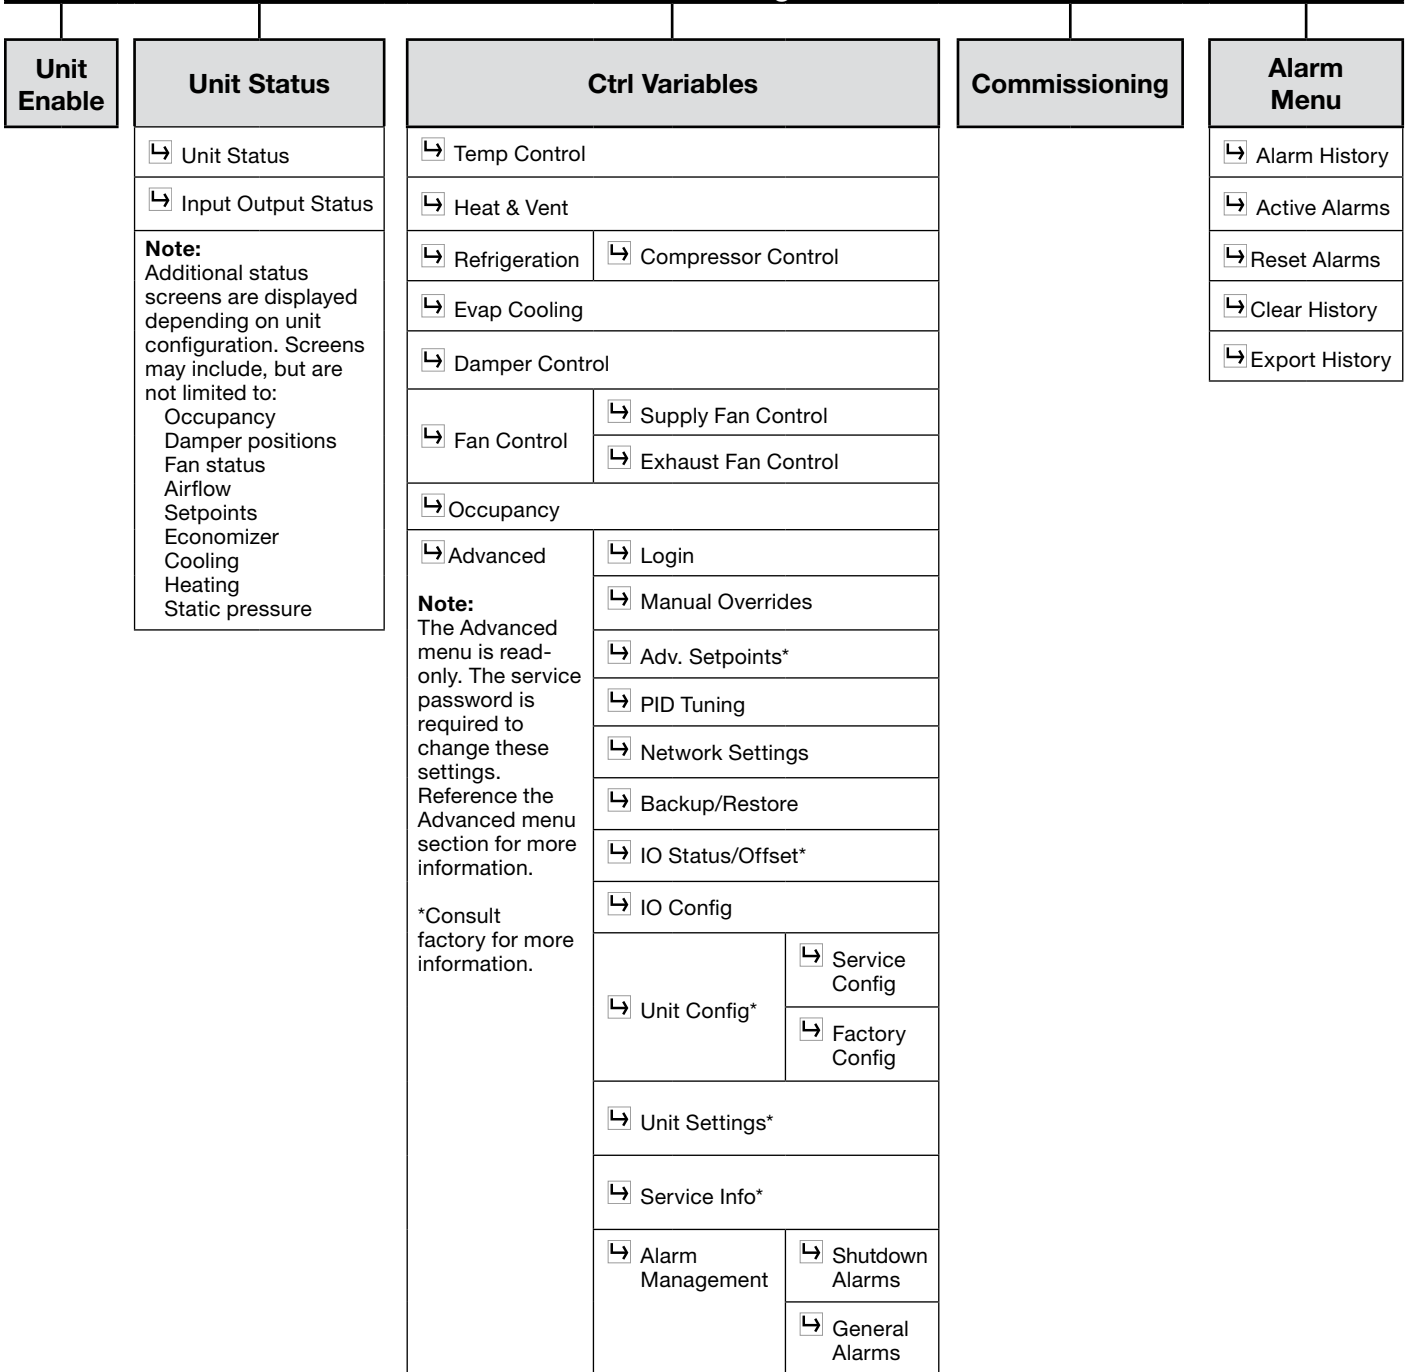 Unit
Enable
Unit Status
Unit Status
Input Output Status
Note:
Additional status
screens are displayed
depending on unit
configuration. Screens
may include, but are
not limited to:
Occupancy
Damper positions
Fan status
Airflow
Setpoints
Economizer
Cooling
Heating
Static pressure
Ctrl Variables
Temp Control
Heat & Vent
Refrigeration
Compressor Control
Evap Cooling
Damper Control
Fan Control
Supply Fan Control
Exhaust Fan Control
Occupancy
Advanced
Note:
The Advanced
menu is read-
only. The service
password is
required to
change these
settings.
Reference the
Advanced menu
section for more
information.
*Consult
factory for more
information.
Login
Manual Overrides
Adv. Setpoints*
PID Tuning
Network Settings
Backup/Restore
IO Status/Offset*
IO Config
Unit Config*
Service
Config
Factory
Config
Unit Settings*
Service Info*
Alarm
Management
Shutdown
Alarms
General
Alarms
Commissioning
Alarm
Menu
Alarm History
Active Alarms
Reset Alarms
Clear History
Export History